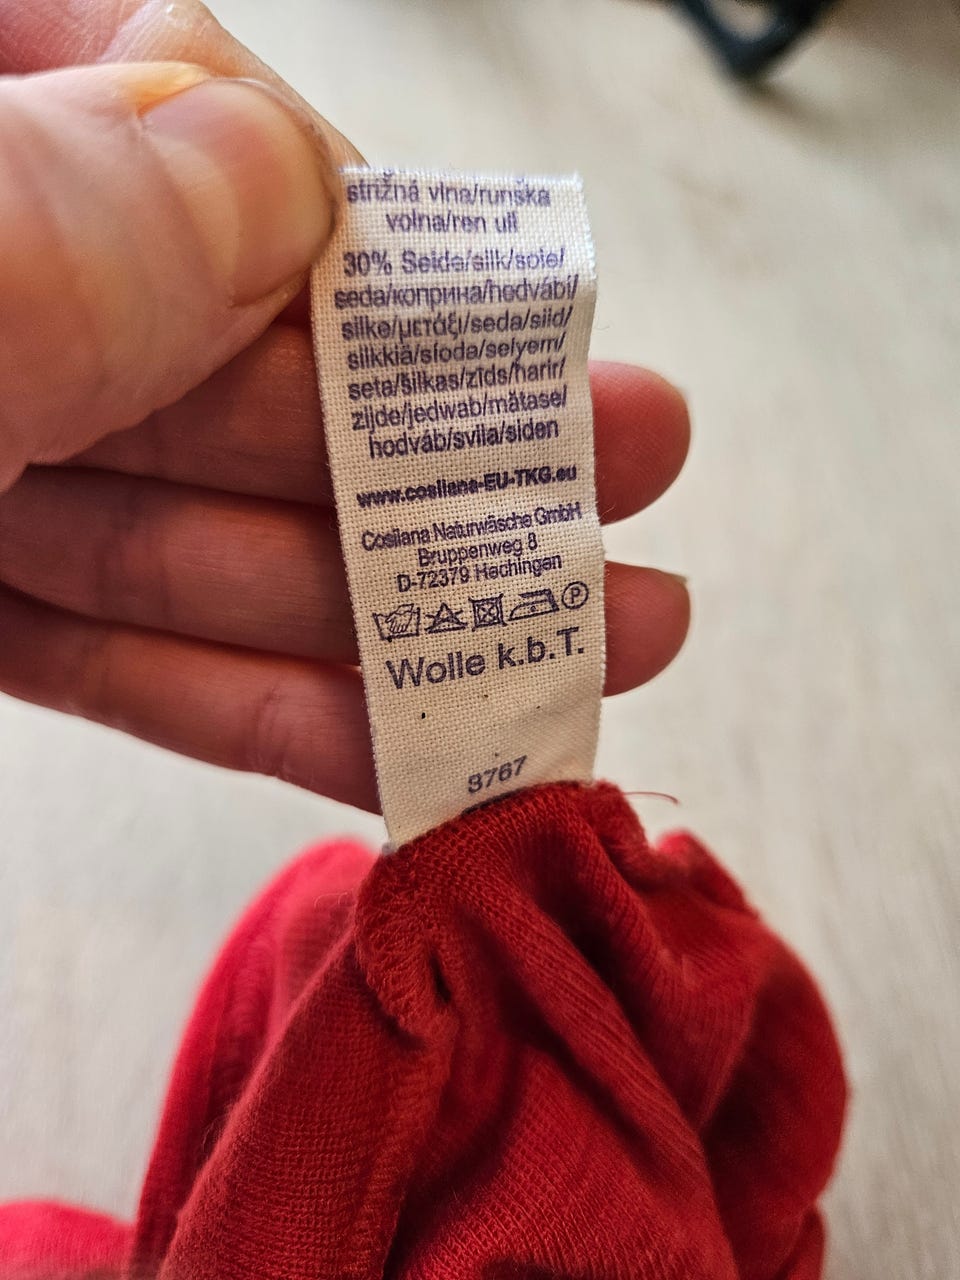 střižná vlna/runska
volna/ren ull
30% Seide/silk/soie/
seda/коприна/hedvábí/
silke/μετάξι/seda/siid/
silkkiä/síoda/selyem/
seta/šilkas/zīds/ħarir/
zijde/jedwab/mătase/
hodváb/svila/siden
www.cosilana-EU-TKG.eu
Cosilana Naturwäsche GmbH
Bruppenweg 8
D-72379 Hechingen
P
Wolle k.b.T.
3767